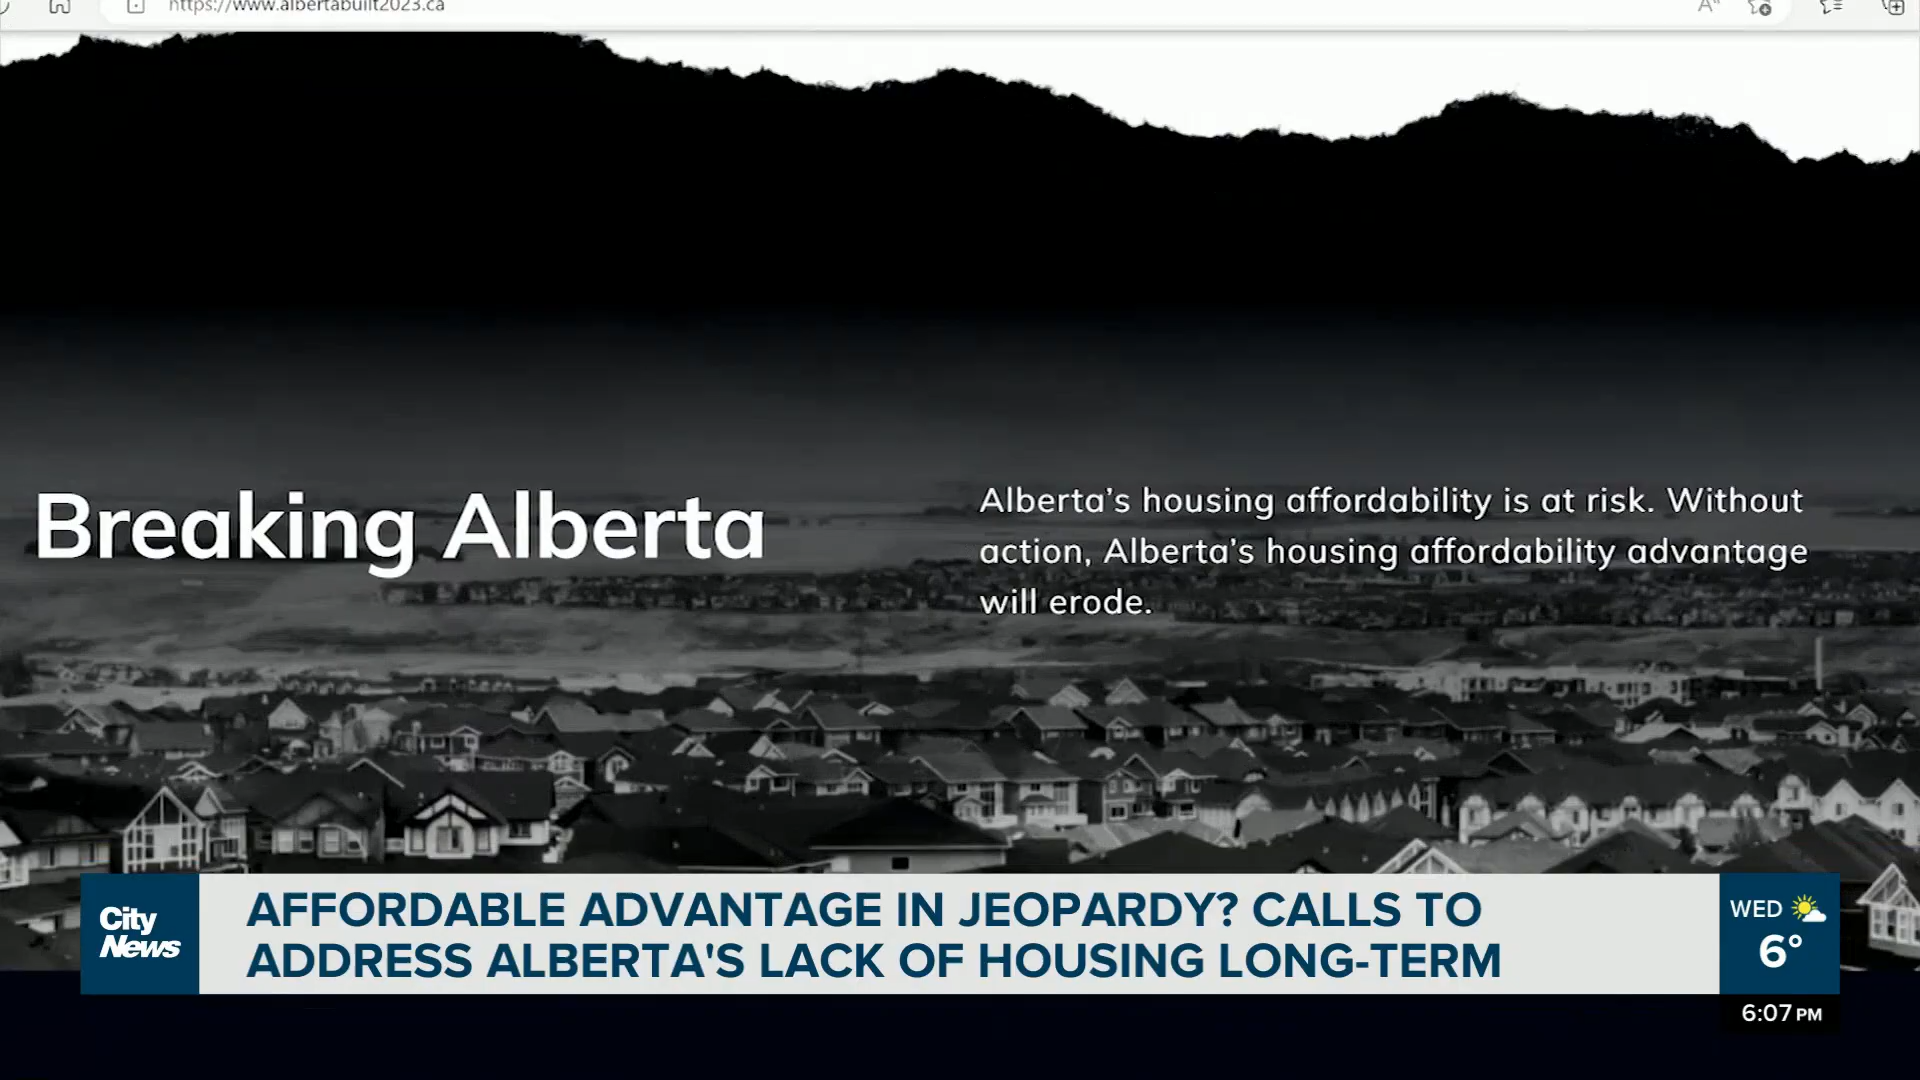 https://www.albertabuilt2023.ca
Breaking Alberta
Alberta’s housing affordability is at risk. Without
action, Alberta’s housing affordability advantage
will erode.
City
News
AFFORDABLE ADVANTAGE IN JEOPARDY? CALLS TO
ADDRESS ALBERTA'S LACK OF HOUSING LONG-TERM
WED
6°
6:07 PM